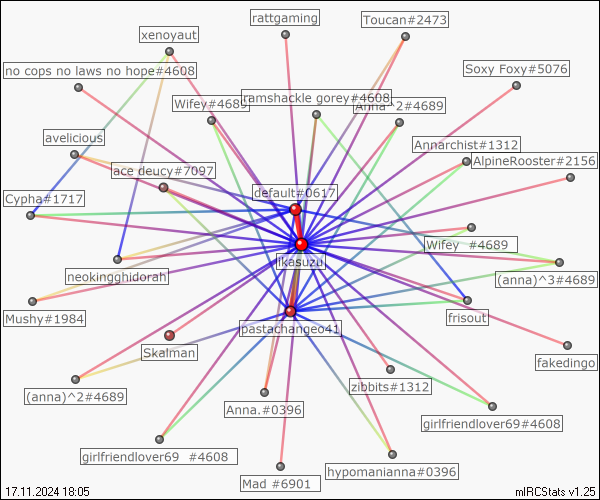 rattgaming
Toucan#2473
xenoyaut
no cops no laws no hope#4608
Soxy Foxy#5076
Wifey#4689
ramshackle gorey#4608
Anna^2#4689
avelicious
Annarchist#1312
ace deucy#7097
AlpineRooster#2156
default#0617
Cypha#1717
Wifey  #4689
ikasuzu
neokingghidorah
(anna)^3#4689
Mushy#1984
frisout
pastachangeo41
Skalman
fakedingo
zibbits#1312
(anna)^2#4689
Anna.#0396
girlfriendlover69#4608
girlfriendlover69  #4608
hypomanianna#0396
Mad #6901
17.11.2024 18:05
mIRCStats v1.25